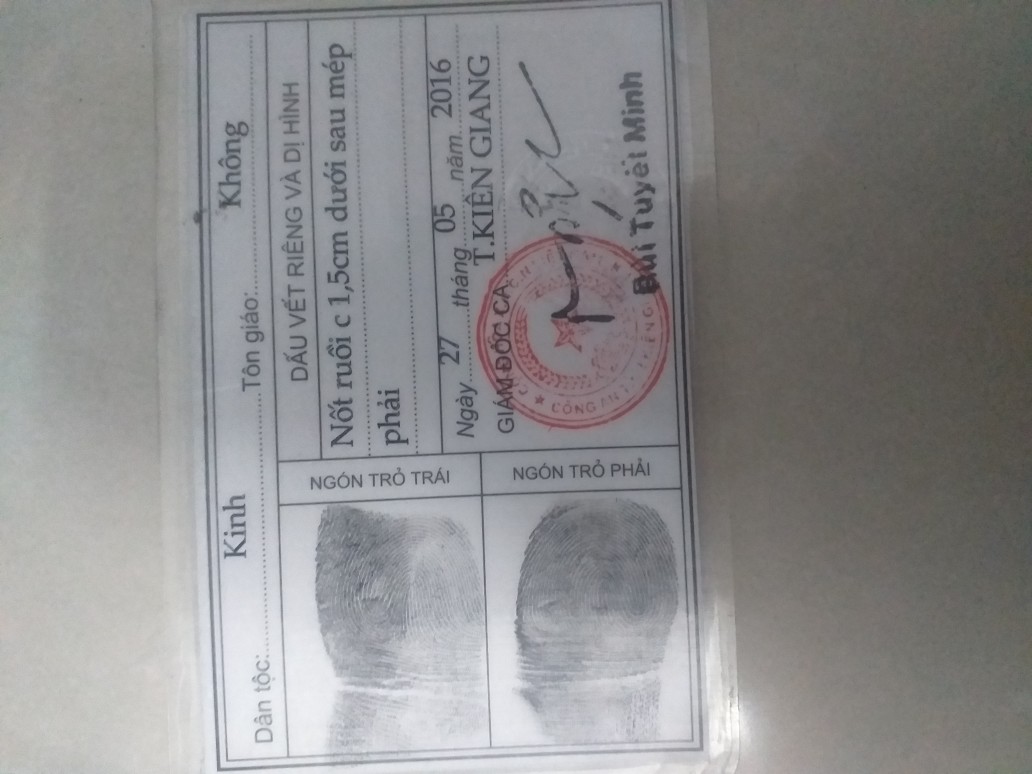 Dân tộc: Kinh Tôn giáo: Không
DẤU VẾT RIÊNG VÀ DỊ HÌNH
Nốt ruồi c 1,5cm dưới sau mép
phải
Ngày 27 tháng 05 năm 2016
GIÁM ĐỐC CA T.KIÊN GIANG
CÔNG AN
Bùi Tuyết Minh
NGÓN TRỎ TRÁI
NGÓN TRỎ PHẢI